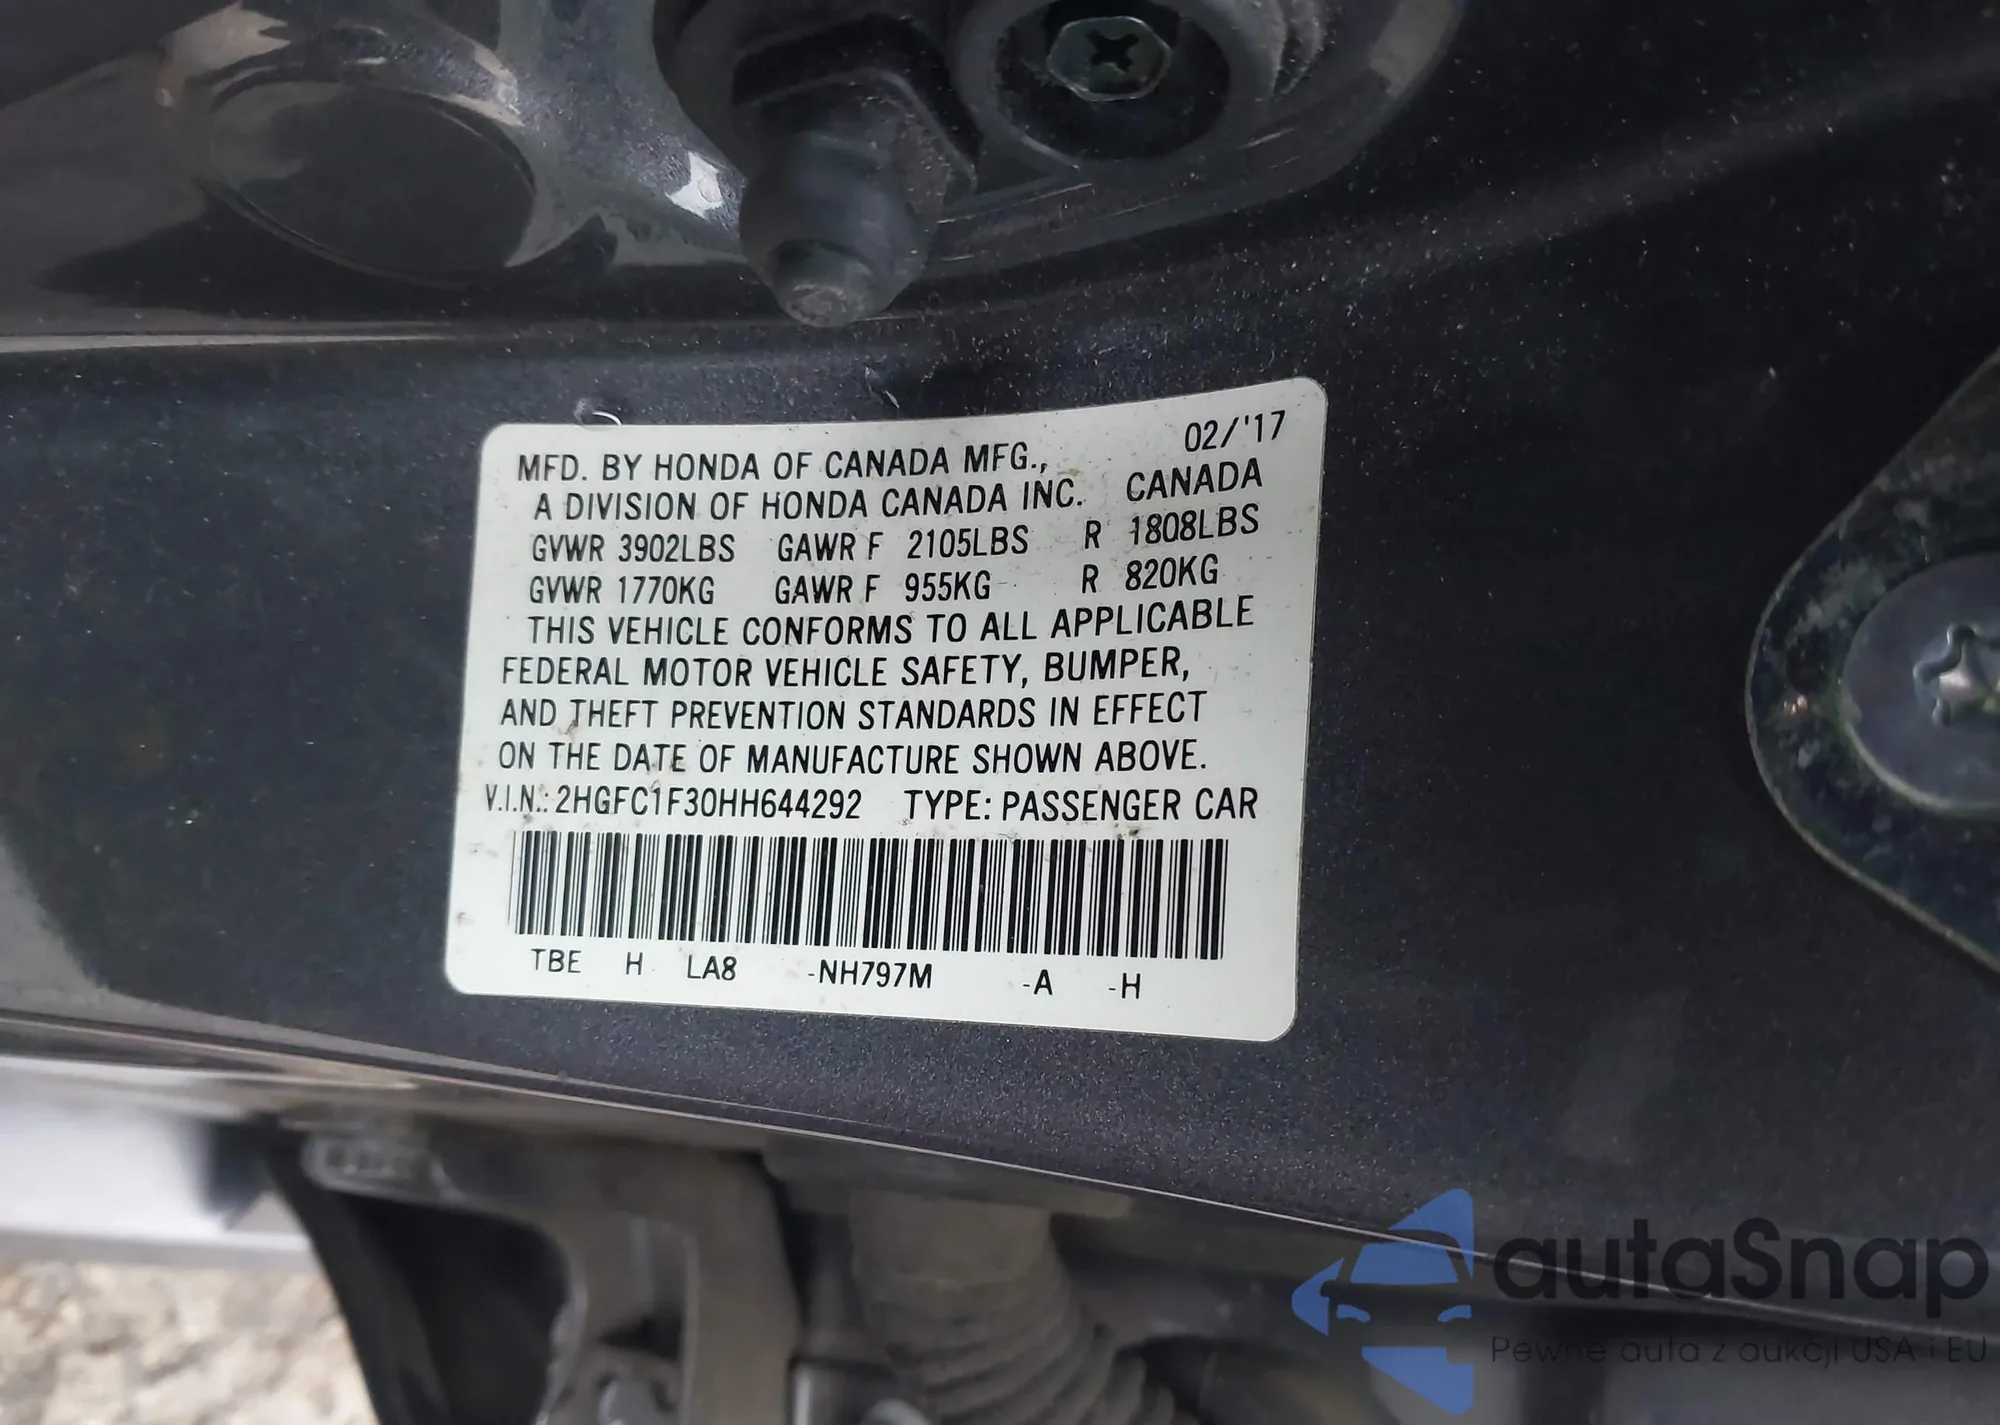 02/'17
MFD. BY HONDA OF CANADA MFG.,
A DIVISION OF HONDA CANADA INC. CANADA
GVWR 3902LBS GAWR F 2105LBS R 1808LBS
GVWR 1770KG GAWR F 955KG R 820KG
THIS VEHICLE CONFORMS TO ALL APPLICABLE
FEDERAL MOTOR VEHICLE SAFETY, BUMPER,
AND THEFT PREVENTION STANDARDS IN EFFECT
ON THE DATE OF MANUFACTURE SHOWN ABOVE.
V.I.N.: 2HGFC1F30HH644292 TYPE: PASSENGER CAR
TBE H LA8 -NH797M -A -H
autaSnap
Pewne auta z aukcji USA i EU